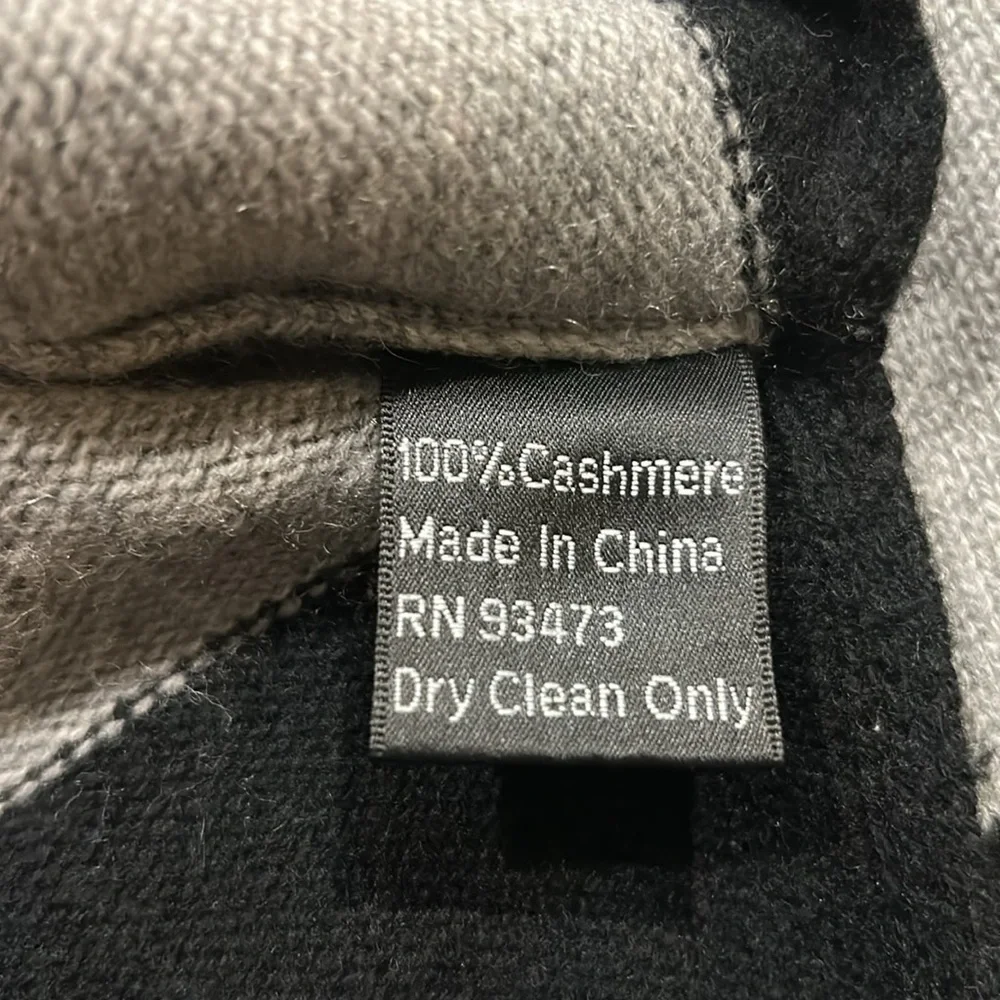 100%Cashmere
Made In China
RN 93473
Dry Clean Only